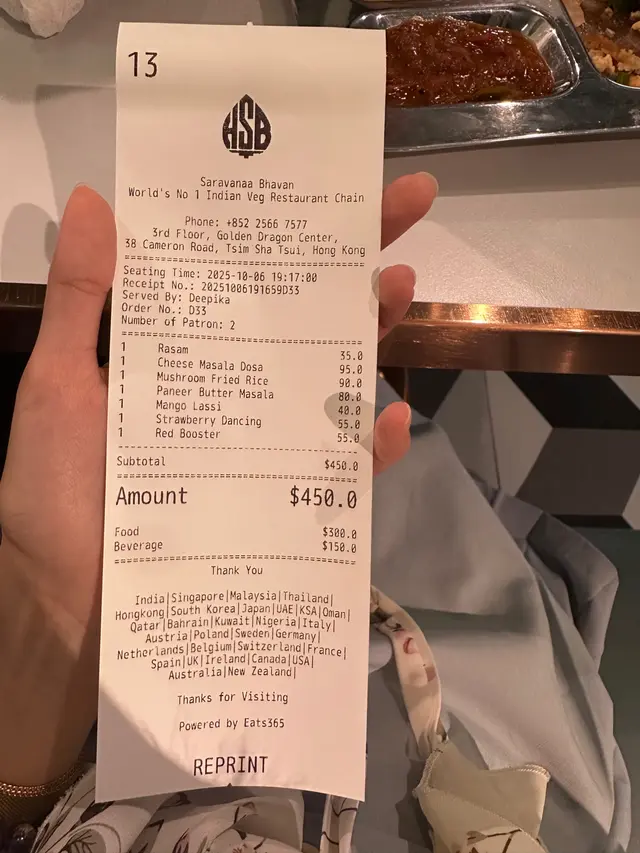 13
HSB
Saravanaa Bhavan
World's No 1 Indian Veg Restaurant Chain
Phone: +852 2566 7577
3rd Floor, Golden Dragon Center,
38 Cameron Road, Tsim Sha Tsui, Hong Kong
Seating Time: 2025-10-06 19:17:00
Receipt No.: 20251006191659D33
Served By: Deepika
Order No.: D33
Number of Patron: 2
1 Rasam 35.0
1 Cheese Masala Dosa 95.0
1 Mushroom Fried Rice 90.0
1 Paneer Butter Masala 80.0
1 Mango Lassi 40.0
1 Strawberry Dancing 55.0
1 Red Booster 55.0
Subtotal $450.0
Amount $450.0
Food $300.0
Beverage $150.0
Thank You
India|Singapore|Malaysia|Thailand|
Hongkong|South Korea|Japan|UAE|KSA|Oman|
Qatar|Bahrain|Kuwait|Nigeria|Italy|
Austria|Poland|Sweden|Germany|
Netherlands|Belgium|Switzerland|France|
Spain|UK|Ireland|Canada|USA|
Australia|New Zealand|
Thanks for Visiting
Powered by Eats365
REPRINT